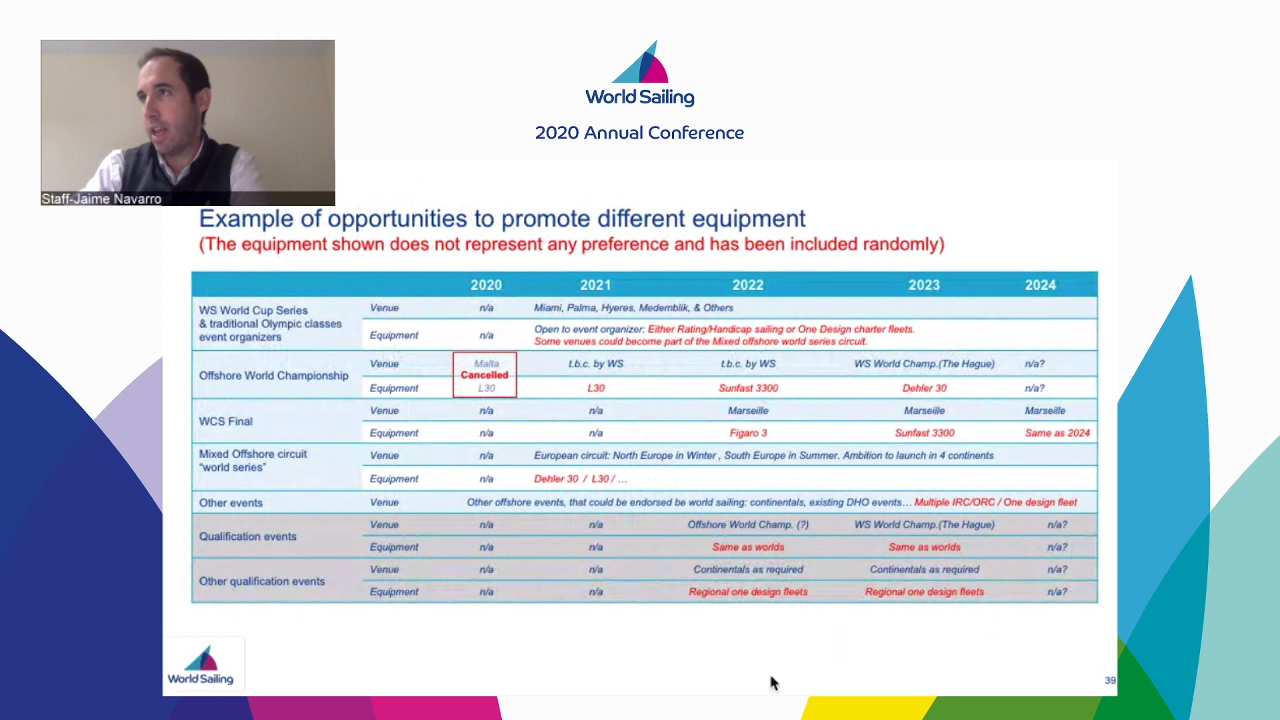 World Sailing
2020 Annual Conference
Staff-Jaime Navarro
Example of opportunities to promote different equipment
(The equipment shown does not represent any preference and has been included randomly)
2020 2021 2022 2023 2024
WS World Cup Series
& traditional Olympic classes
event organizers
Venue n/a Miami, Palma, Hyeres, Medemblik, & Others
Equipment n/a Open to event organizer: Either Rating/Handicap sailing or One Design charter fleets.
Some venues could become part of the Mixed offshore world series circuit.
Offshore World Championship
Venue Malta t.b.c. by WS t.b.c. by WS WS World Champ.(The Hague) n/a?
Cancelled
Equipment L30 L30 Sunfast 3300 Dehler 30 n/a?
WCS Final
Venue n/a n/a Marseille Marseille Marseille
Equipment n/a n/a Figaro 3 Sunfast 3300 Same as 2024
Mixed Offshore circuit
"world series"
Venue n/a European circuit: North Europe in Winter , South Europe in Summer. Ambition to launch in 4 continents
Equipment n/a Dehler 30 / L30 / ...
Other events Venue Other offshore events, that could be endorsed be world sailing: continentals, existing DHO events... Multiple IRC/ORC / One design fleet
Qualification events
Venue n/a n/a Offshore World Champ. (?) WS World Champ.(The Hague) n/a?
Equipment n/a n/a Same as worlds Same as worlds n/a?
Other qualification events
Venue n/a n/a Continentals as required Continentals as required n/a?
Equipment n/a n/a Regional one design fleets Regional one design fleets n/a?
World Sailing
39